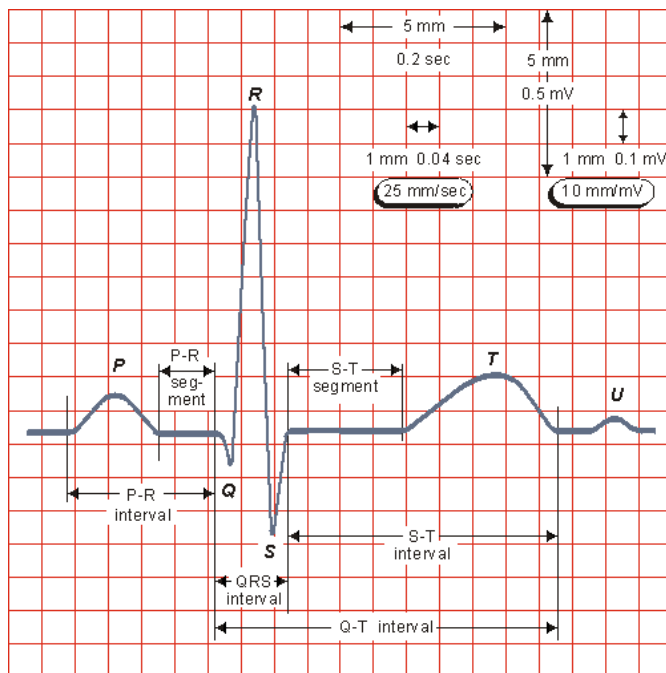 5 mm
0.2 sec
5 mm
0.5 mV
R
1 mm 0.04 sec
1 mm 0.1 mV
25 mm/sec
10 mm/mV
P
P-R
seg-
ment
S-T
segment
T
U
Q
P-R
interval
S
S-T
interval
QRS
interval
Q-T interval